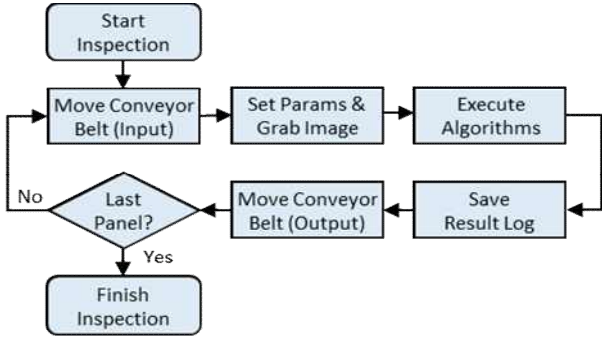 Start
Inspection
Move Conveyor
Belt (Input)
Set Params &
Grab Image
Execute
Algorithms
Save
Result Log
Move Conveyor
Belt (Output)
Last
Panel?
No
Yes
Finish
Inspection